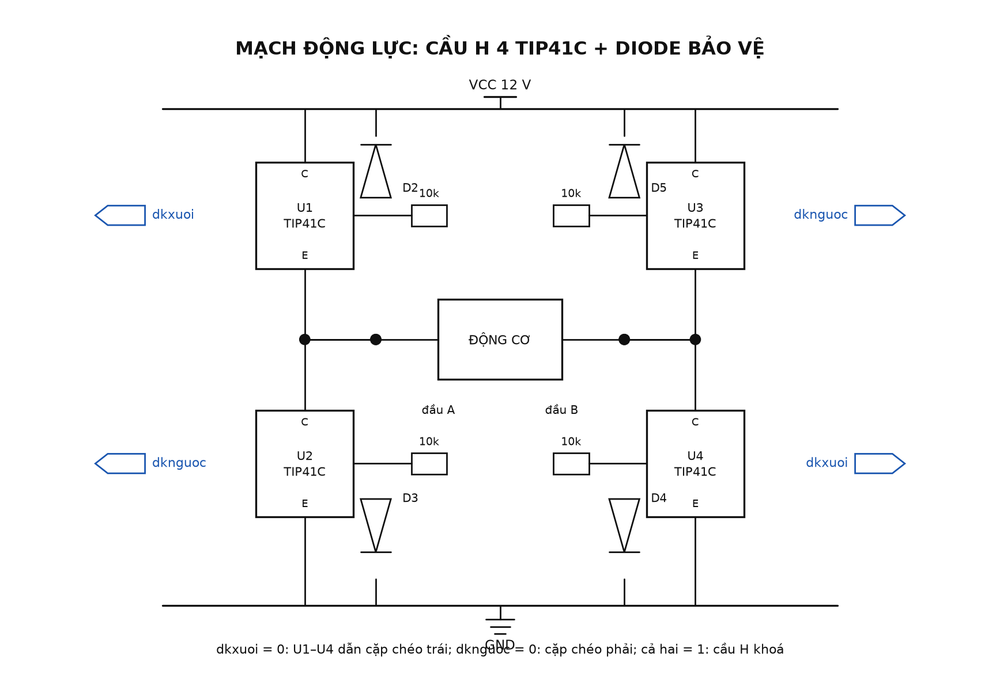 MẠCH ĐỘNG LỰC: CẦU H 4 TIP41C + DIODE BẢO VỆ
VCC 12 V
C
C
D2
10k
10k
D5
dkxuoi
U1
TIP41C
U3
TIP41C
dknguoc
E
E
ĐỘNG CƠ
đầu A
đầu B
C
C
10k
10k
dknguoc
U2
TIP41C
U4
TIP41C
dkxuoi
E
D3
D4
E
GND
dkxuoi = 0: U1–U4 dẫn cặp chéo trái; dknguoc = 0: cặp chéo phải; cả hai = 1: cầu H khoá